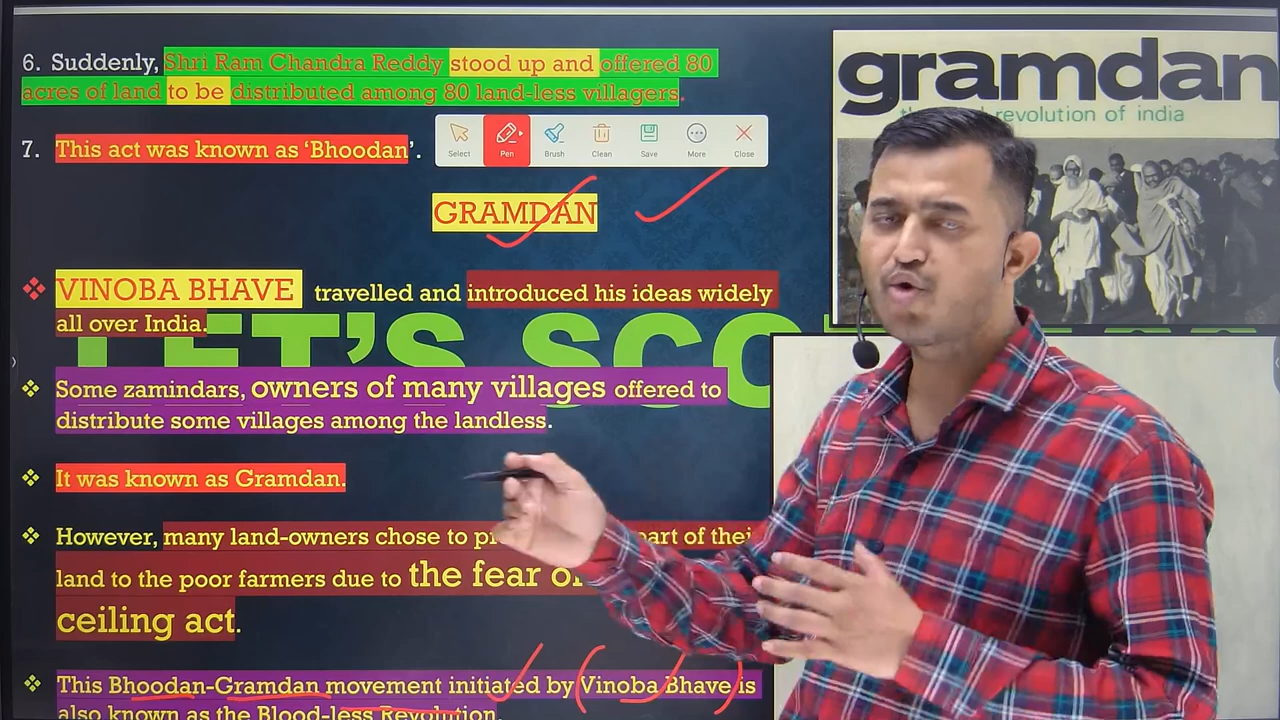 6. Suddenly, Shri Ram Chandra Reddy stood up and offered 80
acres of land to be distributed among 80 land-less villagers.
7. This act was known as ‘Bhoodan’.
Select Pen Brush Clean Save More Close
GRAMDAN
VINOBA BHAVE travelled and introduced his ideas widely
all over India.
LET'S SCO
Some zamindars, owners of many villages offered to
distribute some villages among the landless.
It was known as Gramdan.
However, many land-owners chose to part of their
land to the poor farmers due to the fear of
ceiling act.
This Bhoodan-Gramdan movement initiated by Vinoba Bhave is
also known as the Blood-less Revolution.
gramdan
revolution of india